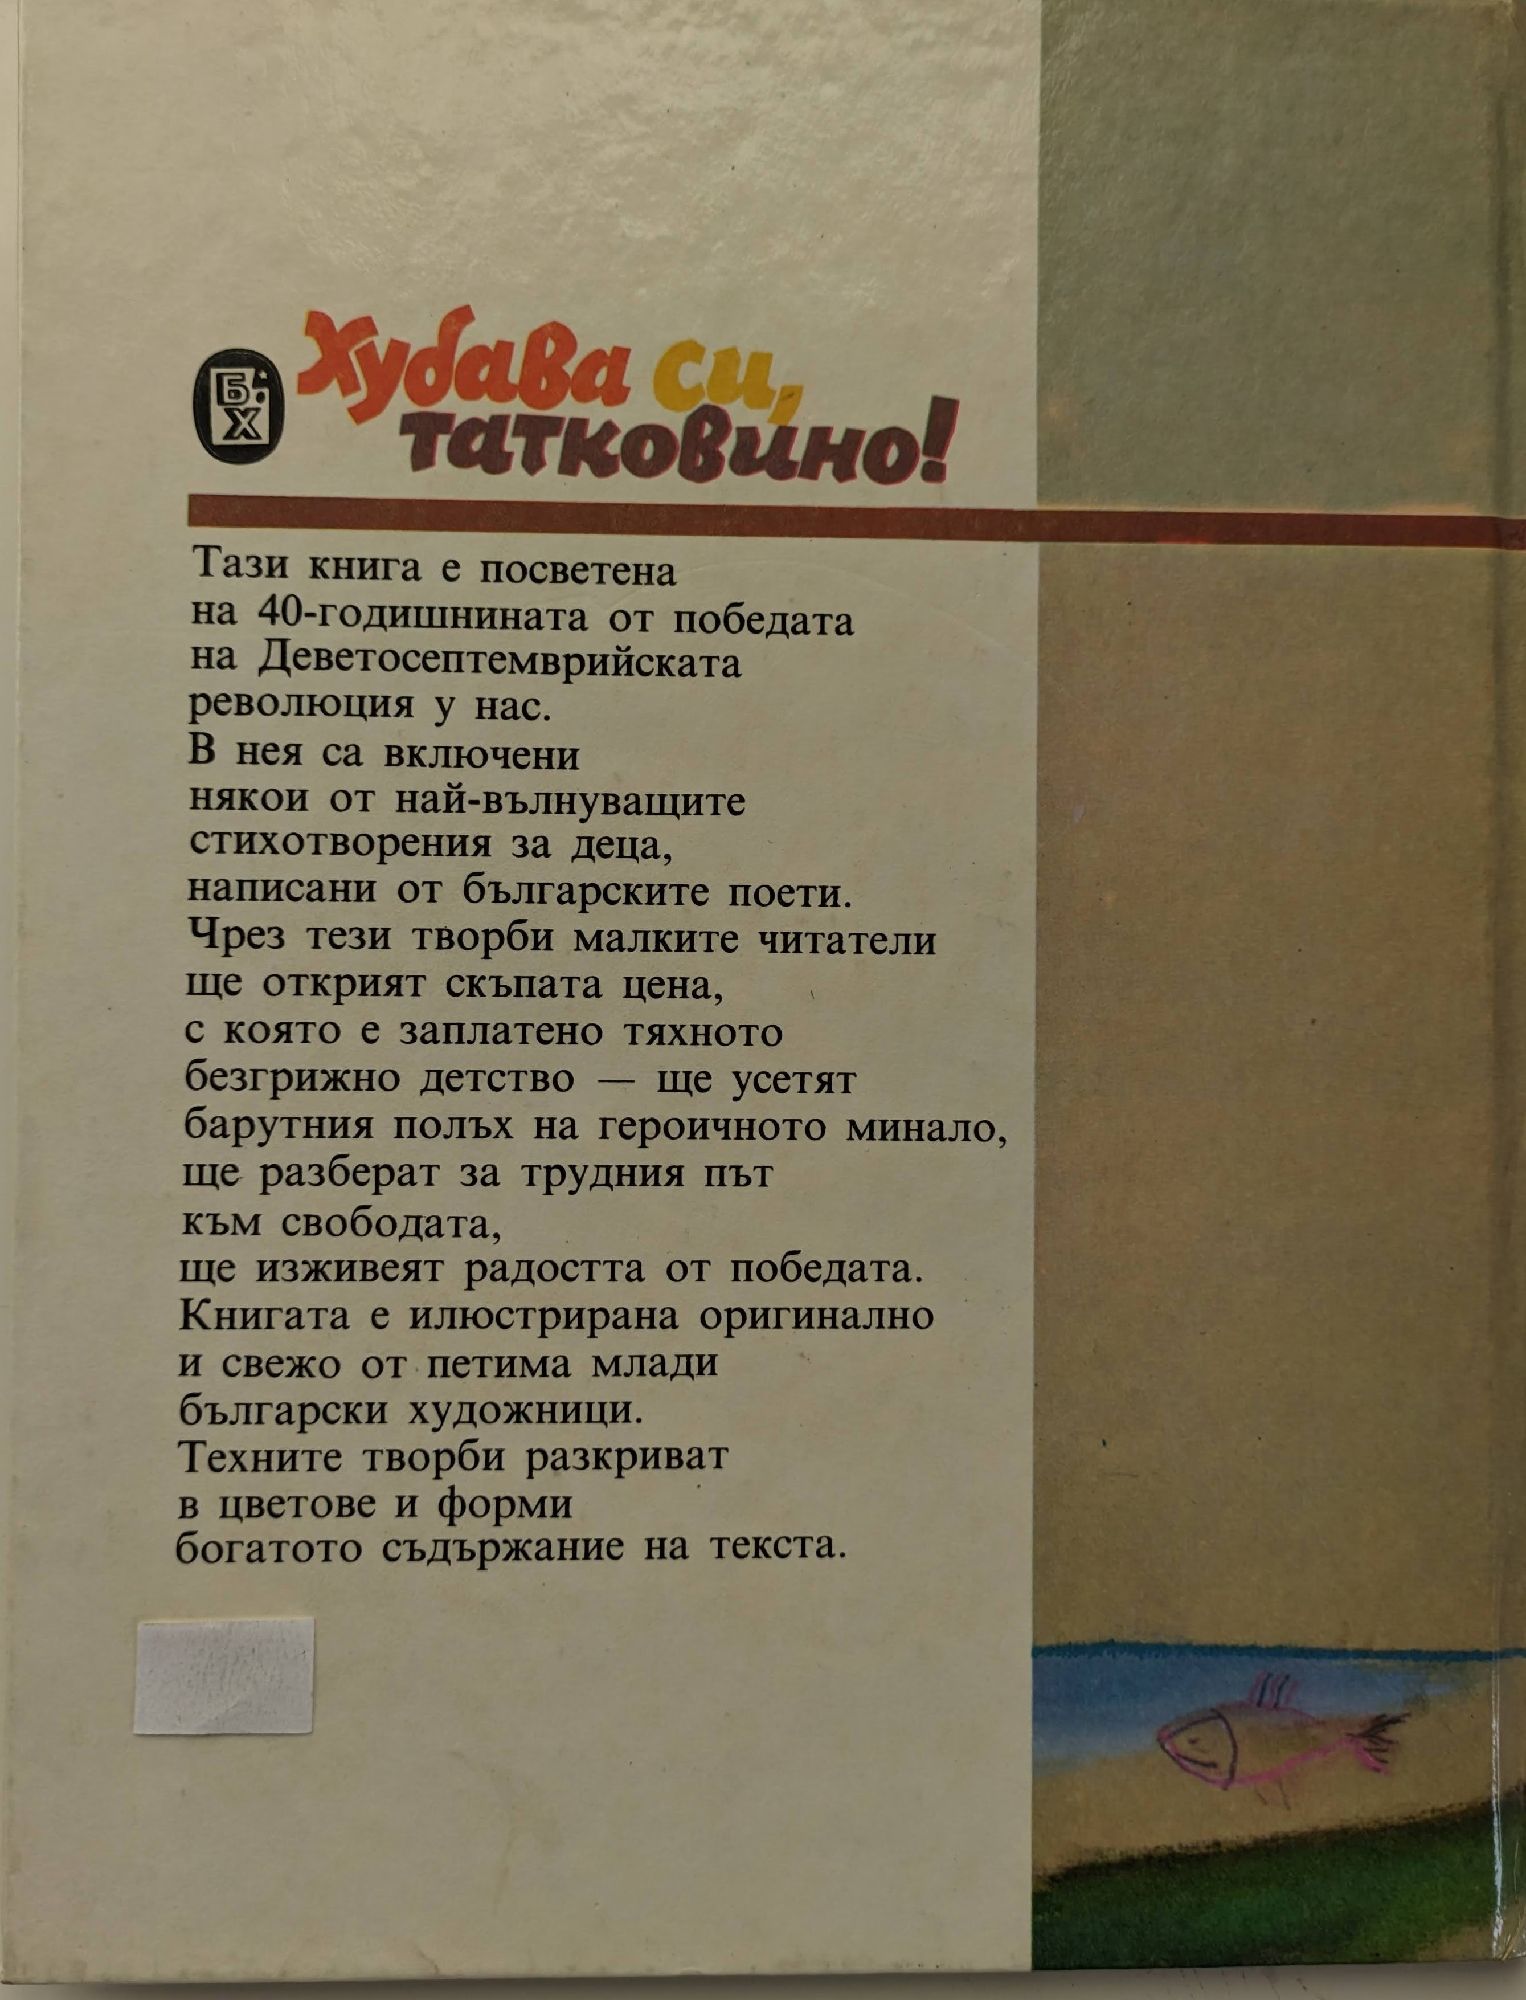 Б.Х
Хубава си,
татковино!
Тази книга е посветена
на 40-годишнината от победата
на Деветосептемврийската
революция у нас.
В нея са включени
някои от най-вълнуващите
стихотворения за деца,
написани от българските поети.
Чрез тези творби малките читатели
ще открият скъпата цена,
с която е заплатено тяхното
безгрижно детство — ще усетят
барутния полъх на героичното минало,
ще разберат за трудния път
към свободата,
ще изживеят радостта от победата.
Книгата е илюстрирана оригинално
и свежо от петима млади
български художници.
Техните творби разкриват
в цветове и форми
богатото съдържание на текста.